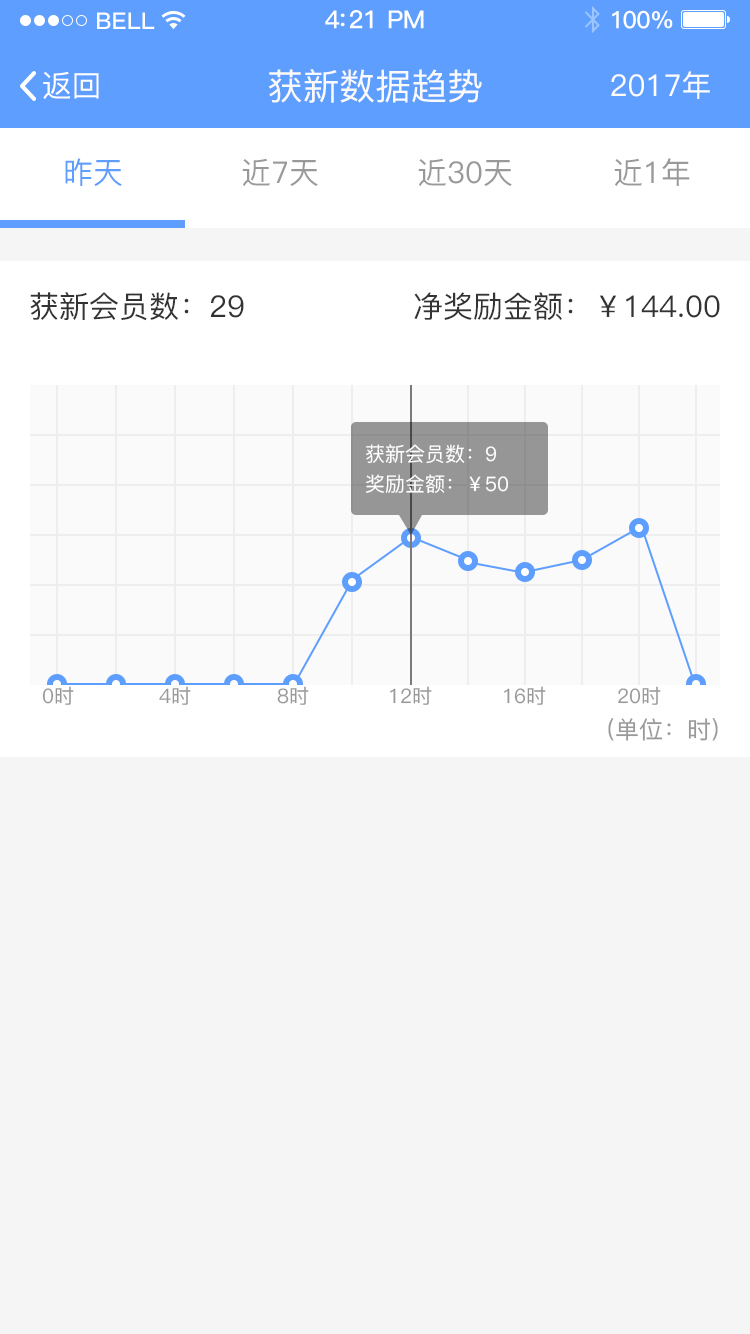 BELL 4:21 PM 100%
返回 获新数据趋势 2017年
昨天 近7天 近30天 近1年
获新会员数：29 净奖励金额：￥144.00
获新会员数：9
奖励金额：￥50
0时 4时 8时 12时 16时 20时
(单位：时)